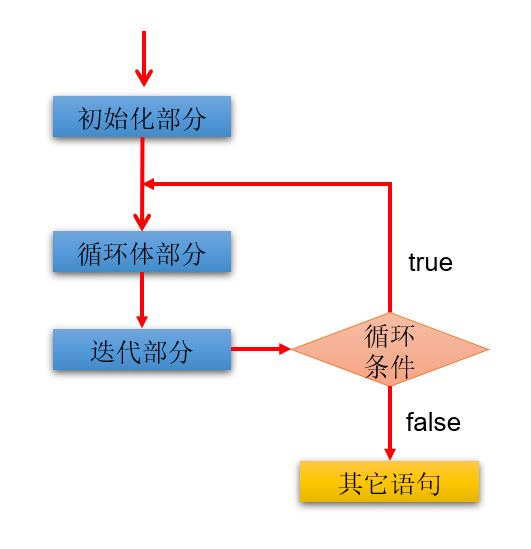 初始化部分
循环体部分
true
迭代部分
循环
条件
false
其它语句